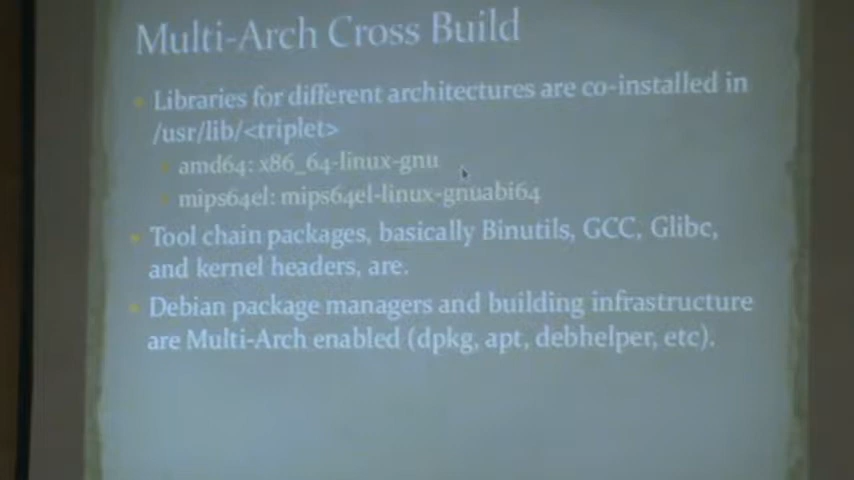 Multi-Arch Cross Build
Libraries for different architectures are co-installed in
/usr/lib/<triplet>
amd64: x86_64-linux-gnu
mips64el: mips64el-linux-gnuabi64
Tool chain packages, basically Binutils, GCC, Glibc,
and kernel headers, are.
Debian package managers and building infrastructure
are Multi-Arch enabled (dpkg, apt, debhelper, etc).